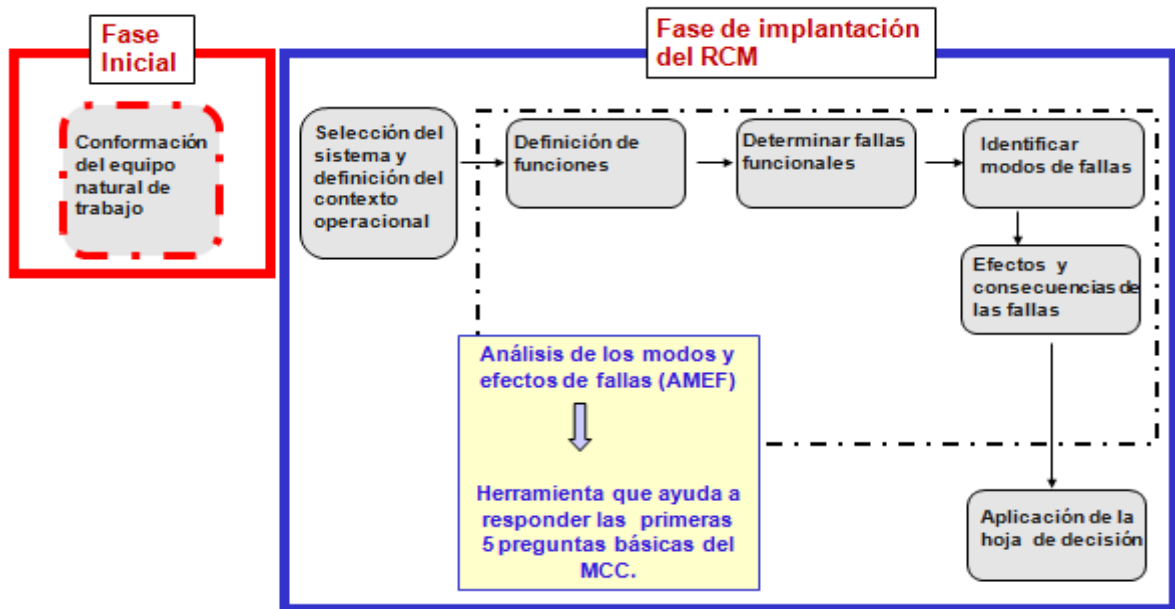 Fase
Inicial
Conformación
del equipo
natural de
trabajo
Fase de implantación
del RCM
Selección del
sistema y
definición del
contexto
operacional
Definición de
funciones
Determinar fallas
funcionales
Identificar
modos de fallas
Efectos y
consecuencias de
las fallas
Análisis de los modos y
efectos de fallas (AMEF)
Herramienta que ayuda a
responder las primeras
5 preguntas básicas del
MCC.
Aplicación de la
hoja de decisión